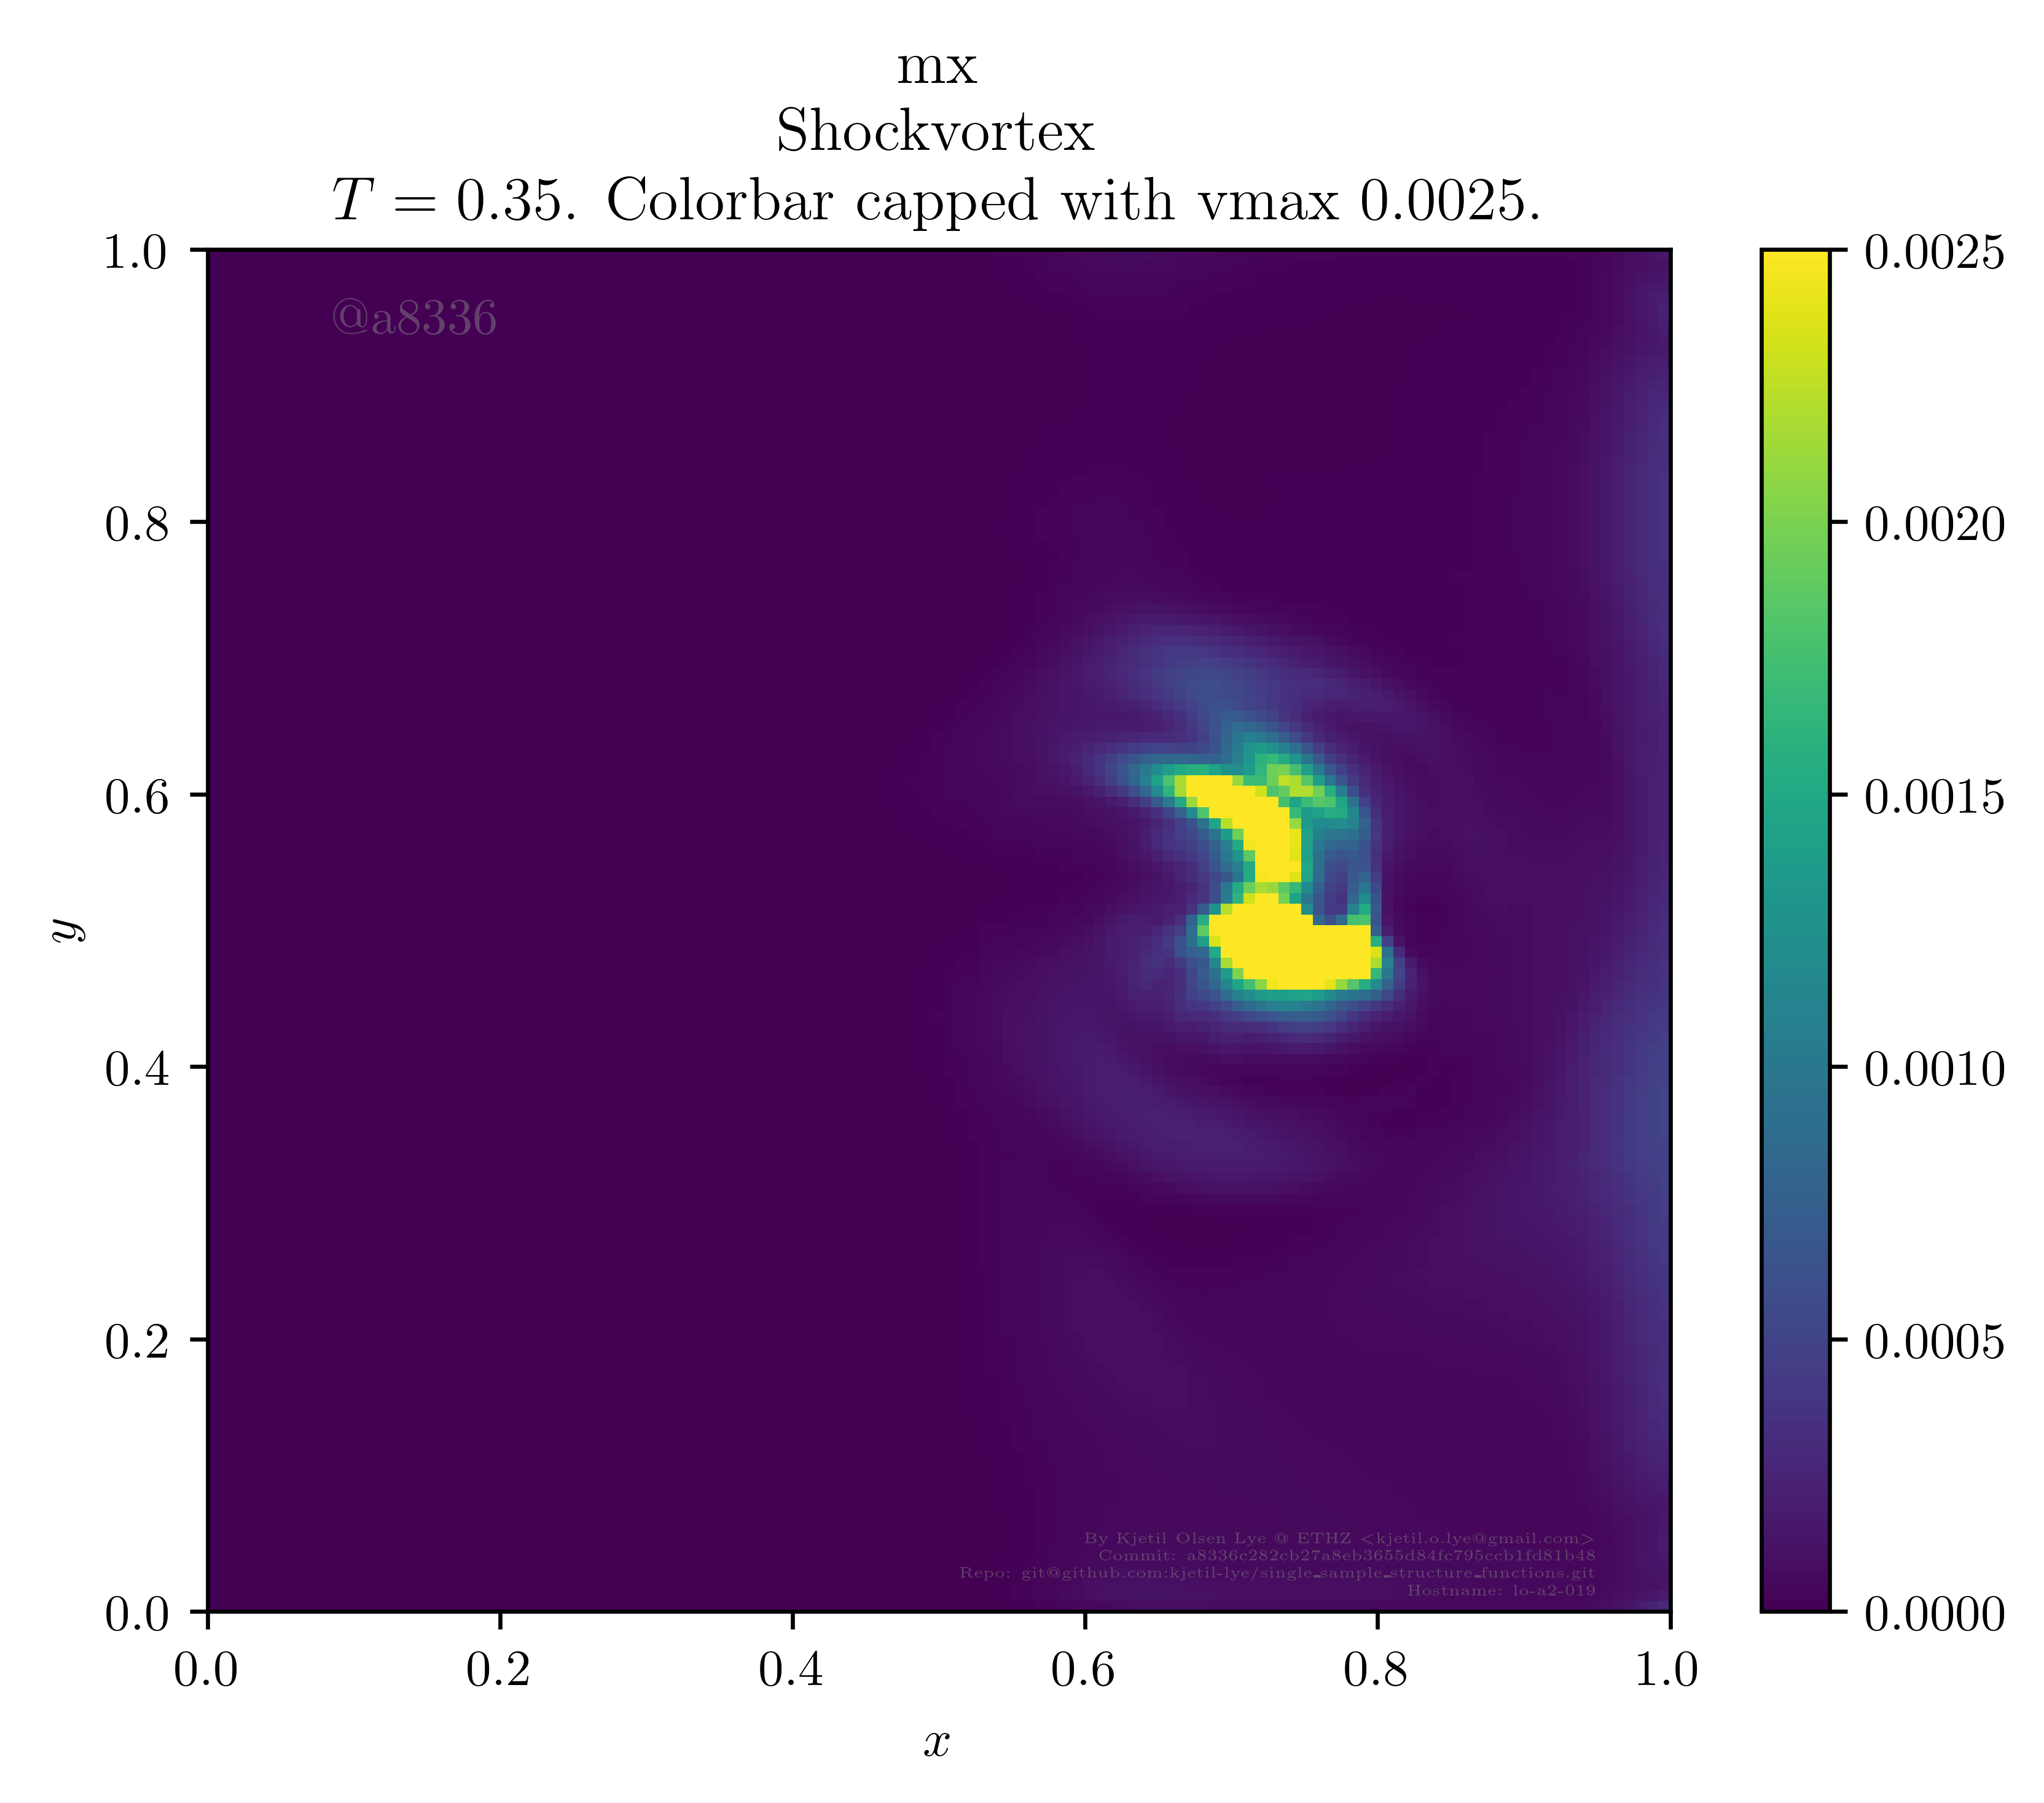 mx
Shockvortex
T = 0.35. Colorbar capped with vmax 0.0025.
@a8336
1.0
0.8
0.6
0.4
0.2
0.0
y
0.0 0.2 0.4 0.6 0.8 1.0
x
0.0025
0.0020
0.0015
0.0010
0.0005
0.0000
By Kjetil Olsen Lye @ ETHZ <kjetil.o.lye@gmail.com>
Commit: a8336c282cb27a8eb3655d84fc795ccb1fd81b48
Repo: git@github.com:kjetil-lye/single_sample_structure_functions.git
Hostname: lo-a2-019